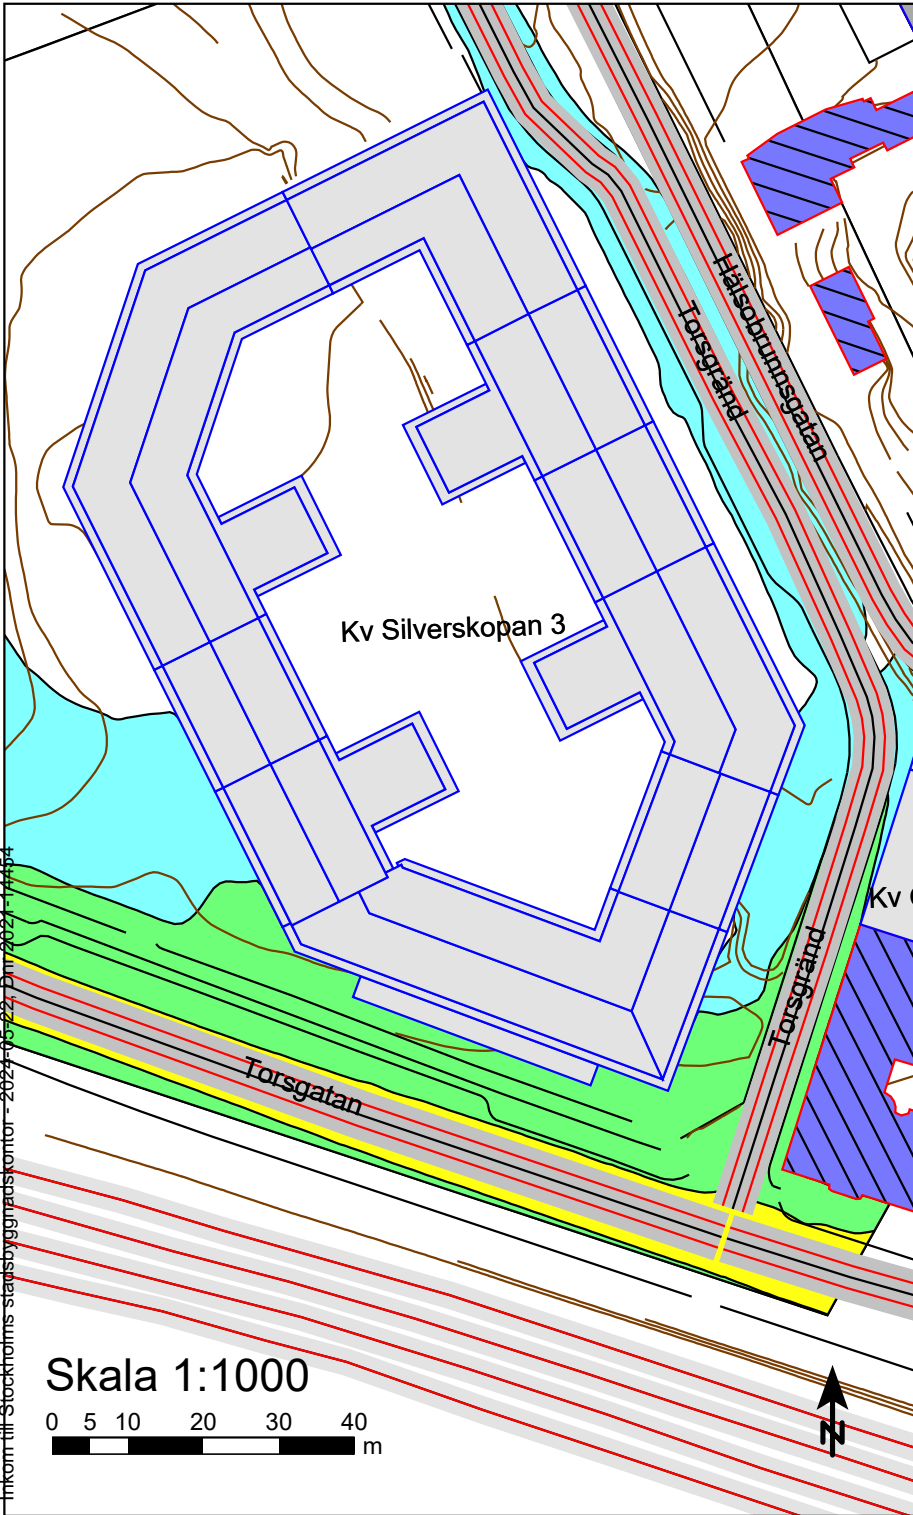 Hälsobrunnsgatan
Torsgränd
Kv Silverskopan 3
Kv
Torsgränd
Torsgatan
Inkom till Stockholms stadsbyggnadskontor - 2024-05-22, Dnr 2021-14454
Skala 1:1000
0 5 10 20 30 40
m
N